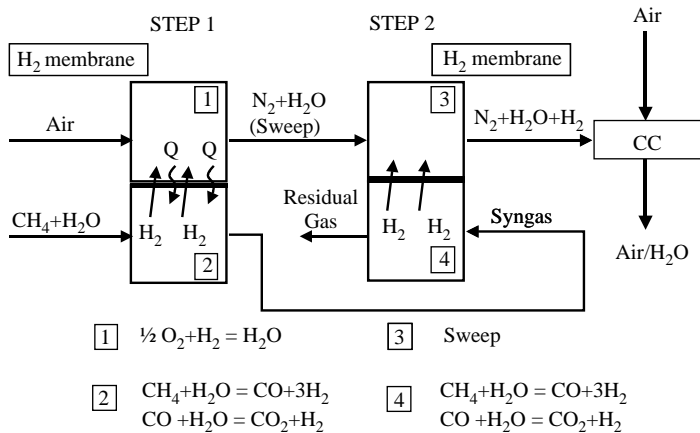 STEP 1
STEP 2
Air
H₂ membrane
H₂ membrane
1
N₂+H₂O
(Sweep)
3
N₂+H₂O+H₂
Air
Q Q
CC
CH₄+H₂O
H₂ H₂
Residual
Gas
H₂ H₂
Syngas
2
4
Air/H₂O
1 ½ O₂+H₂ = H₂O
3 Sweep
2 CH₄+H₂O = CO+3H₂
CO +H₂O = CO₂+H₂
4 CH₄+H₂O = CO+3H₂
CO +H₂O = CO₂+H₂